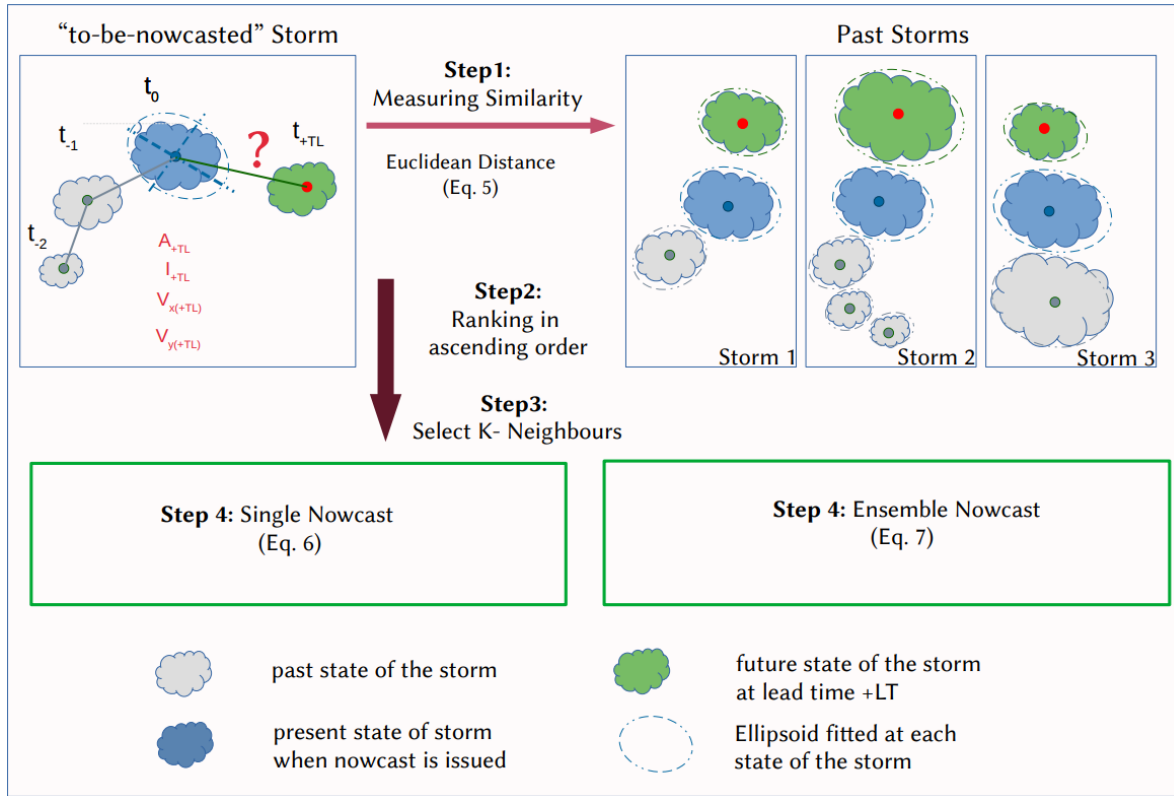 “to-be-nowcasted” Storm
Past Storms
t0
t-1
t+TL
?
t-2
A+TL
I+TL
Vx(+TL)
Vy(+TL)
Step1:
Measuring Similarity
Euclidean Distance
(Eq. 5)
Step2:
Ranking in
ascending order
Storm 1
Storm 2
Storm 3
Step3:
Select K- Neighbours
Step 4: Single Nowcast
(Eq. 6)
Step 4: Ensemble Nowcast
(Eq. 7)
past state of the storm
future state of the storm
at lead time +LT
present state of storm
when nowcast is issued
Ellipsoid fitted at each
state of the storm